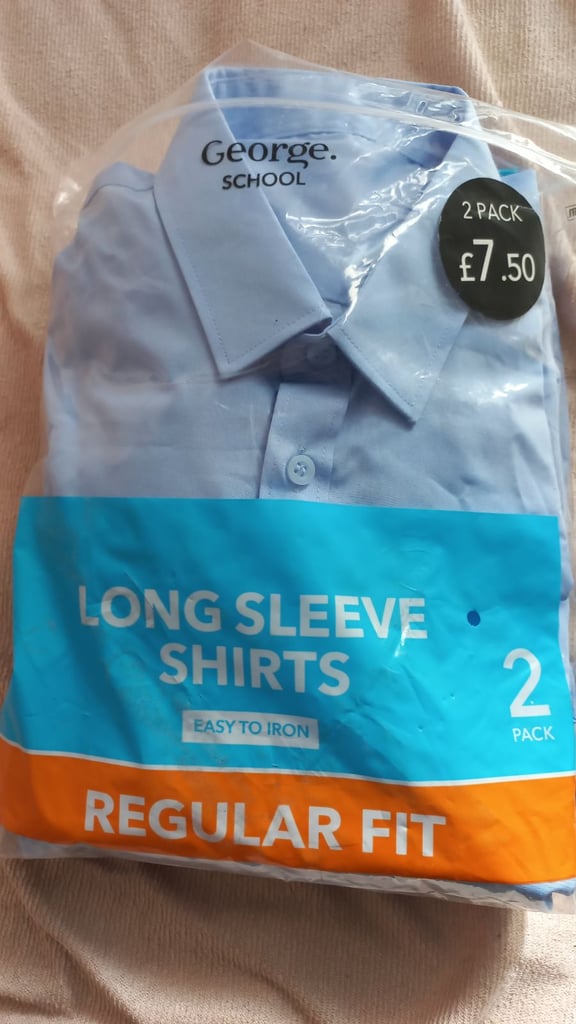 George.
SCHOOL
2 PACK
£7.50
LONG SLEEVE
SHIRTS
EASY TO IRON
2
PACK
REGULAR FIT